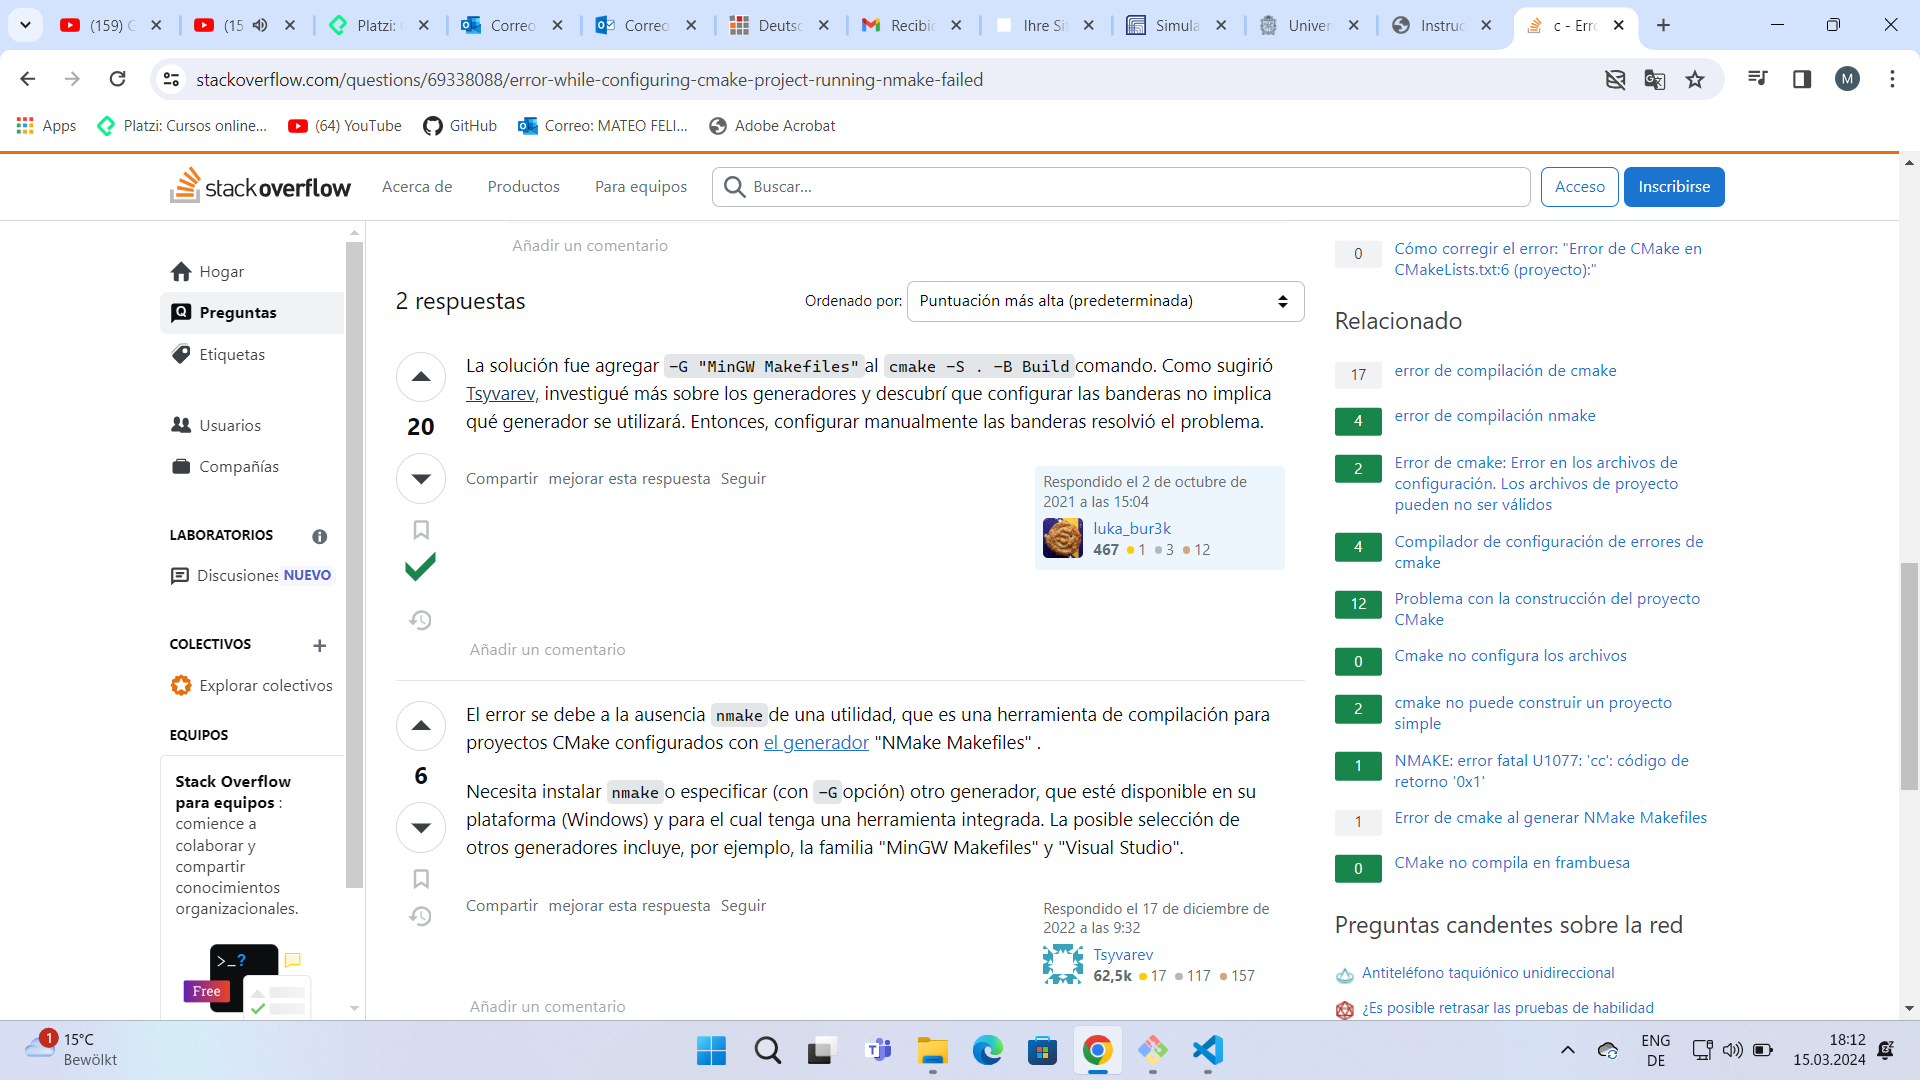 (159) G
(15
Platzi: 
Correo
Correo
Deutsc
Recibid
Ihre Si
Simula
Univer
Instruc
c - Erro
stackoverflow.com/questions/69338088/error-while-configuring-cmake-project-running-nmake-failed
M
Apps
Platzi: Cursos online...
(64) YouTube
GitHub
Correo: MATEO FELI...
Adobe Acrobat
stackoverflow
Acerca de
Productos
Para equipos
Buscar...
Acceso
Inscribirse
Hogar
Preguntas
Etiquetas
Usuarios
Compañías
LABORATORIOS
Discusiones NUEVO
COLECTIVOS
Explorar colectivos
EQUIPOS
Stack Overflow
para equipos :
comience a
colaborar y
compartir
conocimientos
organizacionales.
>_?
Free
Añadir un comentario
2 respuestas
Ordenado por:
Puntuación más alta (predeterminada)
20
La solución fue agregar -G "MinGW Makefiles" al cmake -S . -B Build comando. Como sugirió
Tsyvarev, investigué más sobre los generadores y descubrí que configurar las banderas no implica
qué generador se utilizará. Entonces, configurar manualmente las banderas resolvió el problema.
Compartir mejorar esta respuesta Seguir
Respondido el 2 de octubre de
2021 a las 15:04
luka_bur3k
467 1 3 12
Añadir un comentario
6
El error se debe a la ausencia nmake de una utilidad, que es una herramienta de compilación para
proyectos CMake configurados con el generador "NMake Makefiles" .
Necesita instalar nmake o especificar (con -G opción) otro generador, que esté disponible en su
plataforma (Windows) y para el cual tenga una herramienta integrada. La posible selección de
otros generadores incluye, por ejemplo, la familia "MinGW Makefiles" y "Visual Studio".
Compartir mejorar esta respuesta Seguir
Respondido el 17 de diciembre de
2022 a las 9:32
Tsyvarev
62,5k 17 117 157
Añadir un comentario
0 Cómo corregir el error: "Error de CMake en
CMakeLists.txt:6 (proyecto):"
Relacionado
17 error de compilación de cmake
4 error de compilación nmake
2 Error de cmake: Error en los archivos de
configuración. Los archivos de proyecto
pueden no ser válidos
4 Compilador de configuración de errores de
cmake
12 Problema con la construcción del proyecto
CMake
0 Cmake no configura los archivos
2 cmake no puede construir un proyecto
simple
1 NMAKE: error fatal U1077: 'cc': código de
retorno '0x1'
1 Error de cmake al generar NMake Makefiles
0 CMake no compila en frambuesa
Preguntas candentes sobre la red
Antiteléfono taquiónico unidireccional
¿Es posible retrasar las pruebas de habilidad
1
15°C
Bewölkt
ENG
DE
18:12
15.03.2024